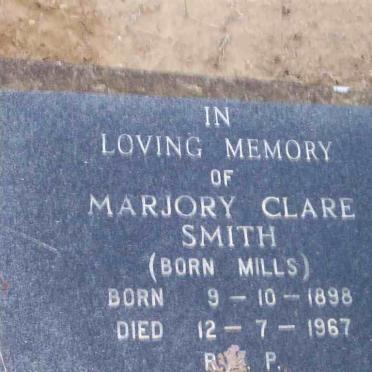 IN
LOVING MEMORY
OF
MARJORY CLARE
SMITH
(BORN MILLS)
BORN 9-10-1898
DIED 12-7-1967
R. P.